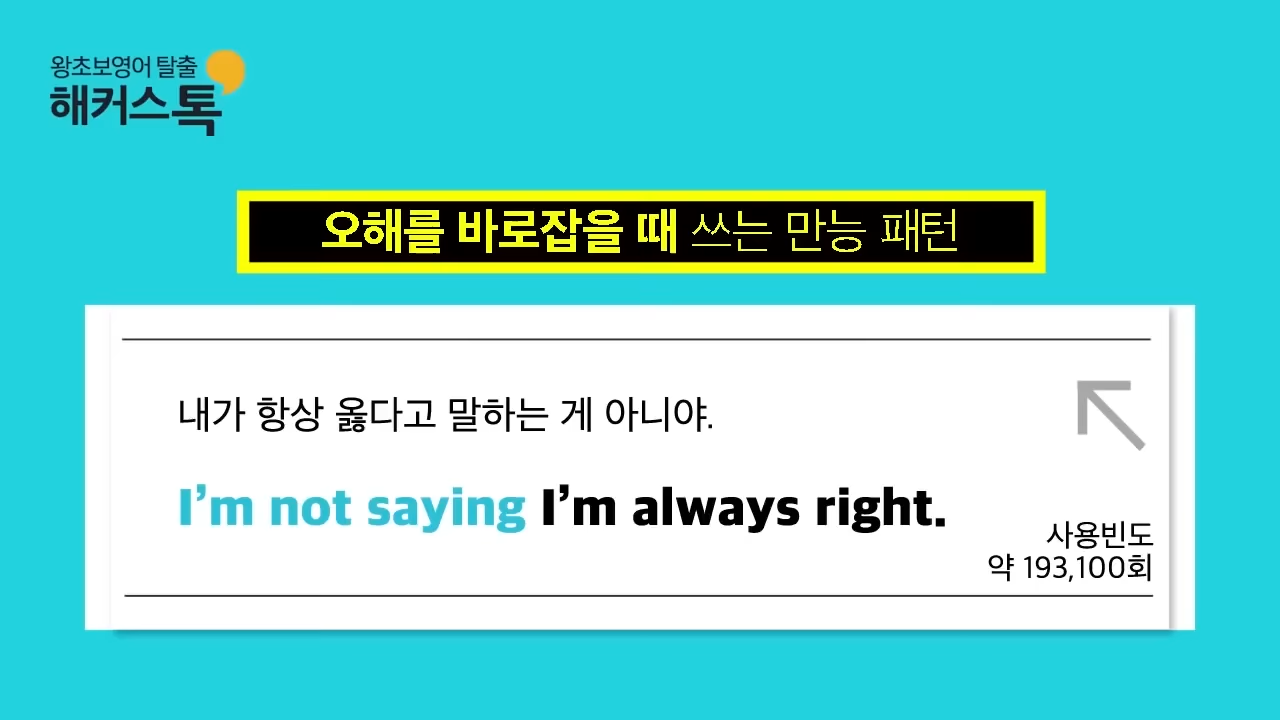 왕초보영어 탈출
해커스톡
오해를 바로잡을 때 쓰는 만능 패턴
내가 항상 옳다고 말하는 게 아니야.
I’m not saying I’m always right.
사용빈도
약 193,100회